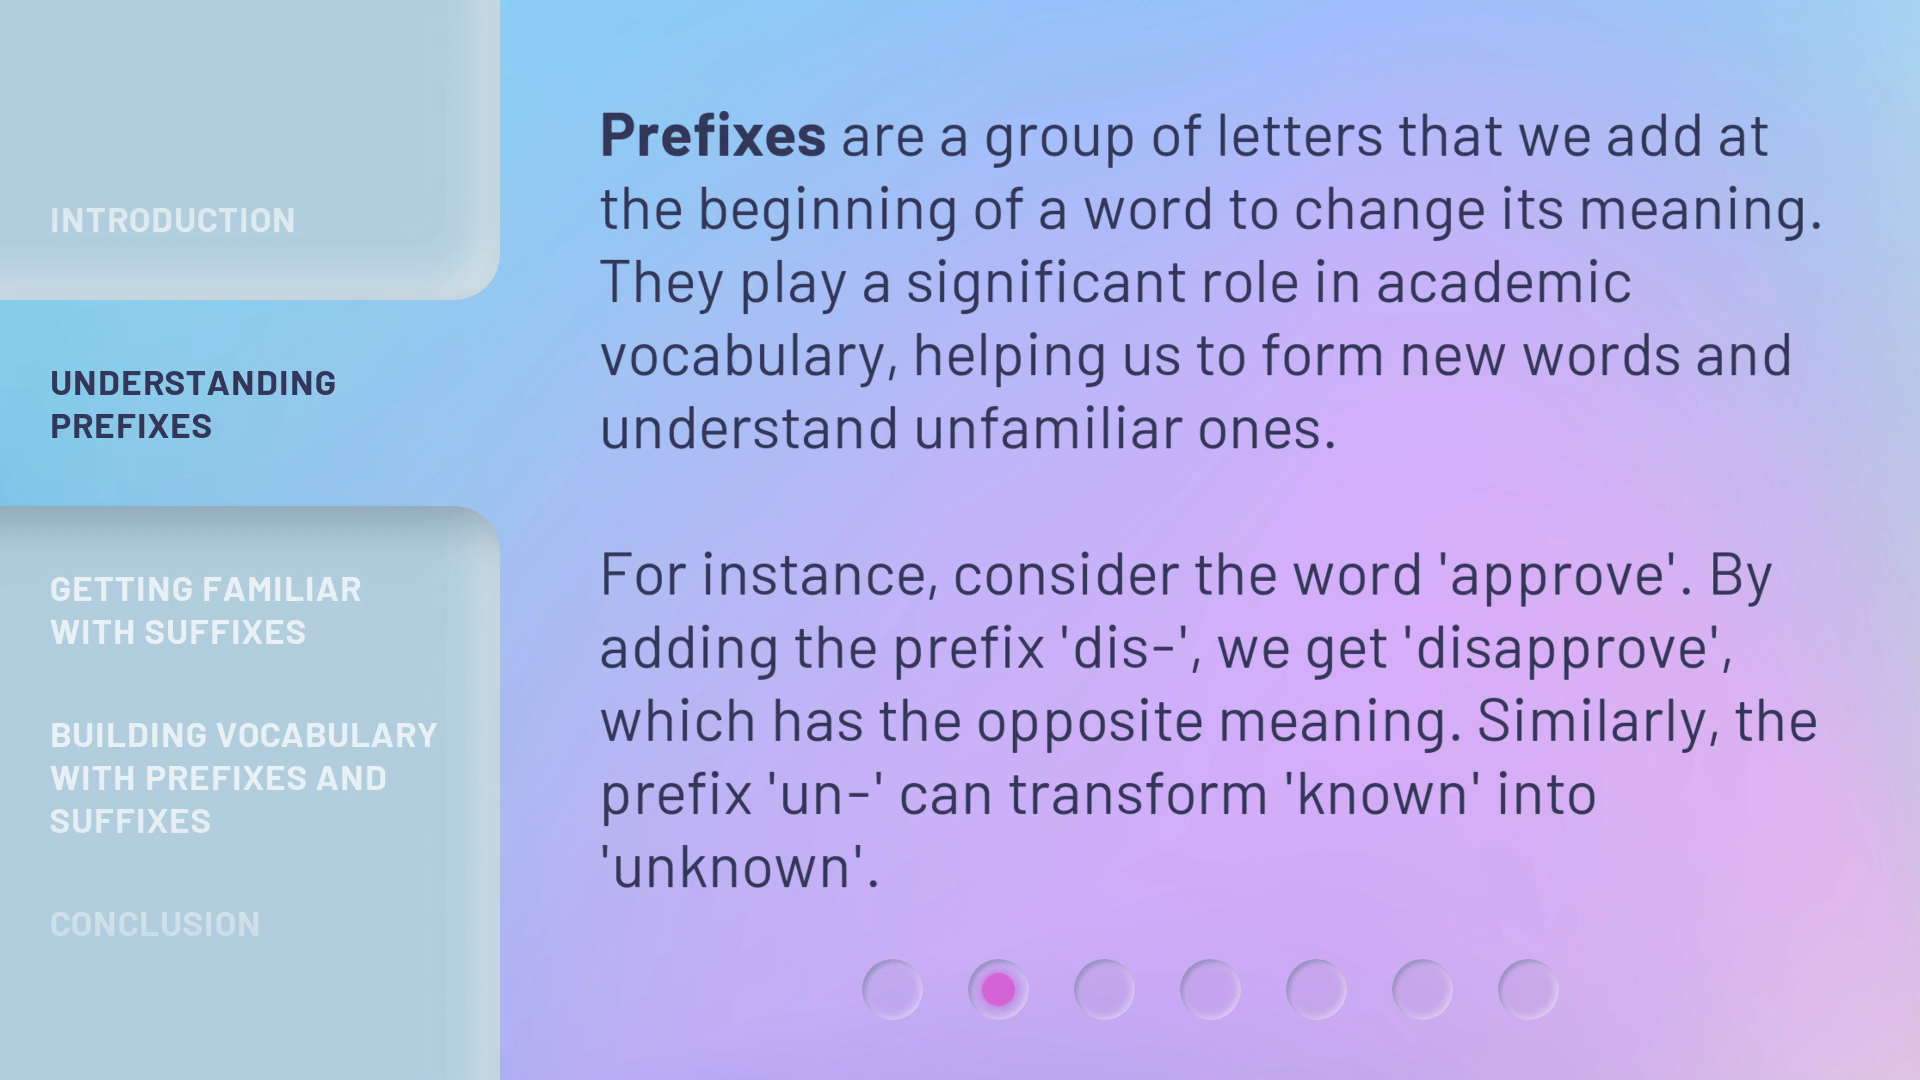 INTRODUCTION
UNDERSTANDING
PREFIXES
GETTING FAMILIAR
WITH SUFFIXES
BUILDING VOCABULARY
WITH PREFIXES AND
SUFFIXES
CONCLUSION
Prefixes are a group of letters that we add at
the beginning of a word to change its meaning.
They play a significant role in academic
vocabulary, helping us to form new words and
understand unfamiliar ones.
For instance, consider the word 'approve'. By
adding the prefix 'dis-', we get 'disapprove',
which has the opposite meaning. Similarly, the
prefix 'un-' can transform 'known' into
'unknown'.